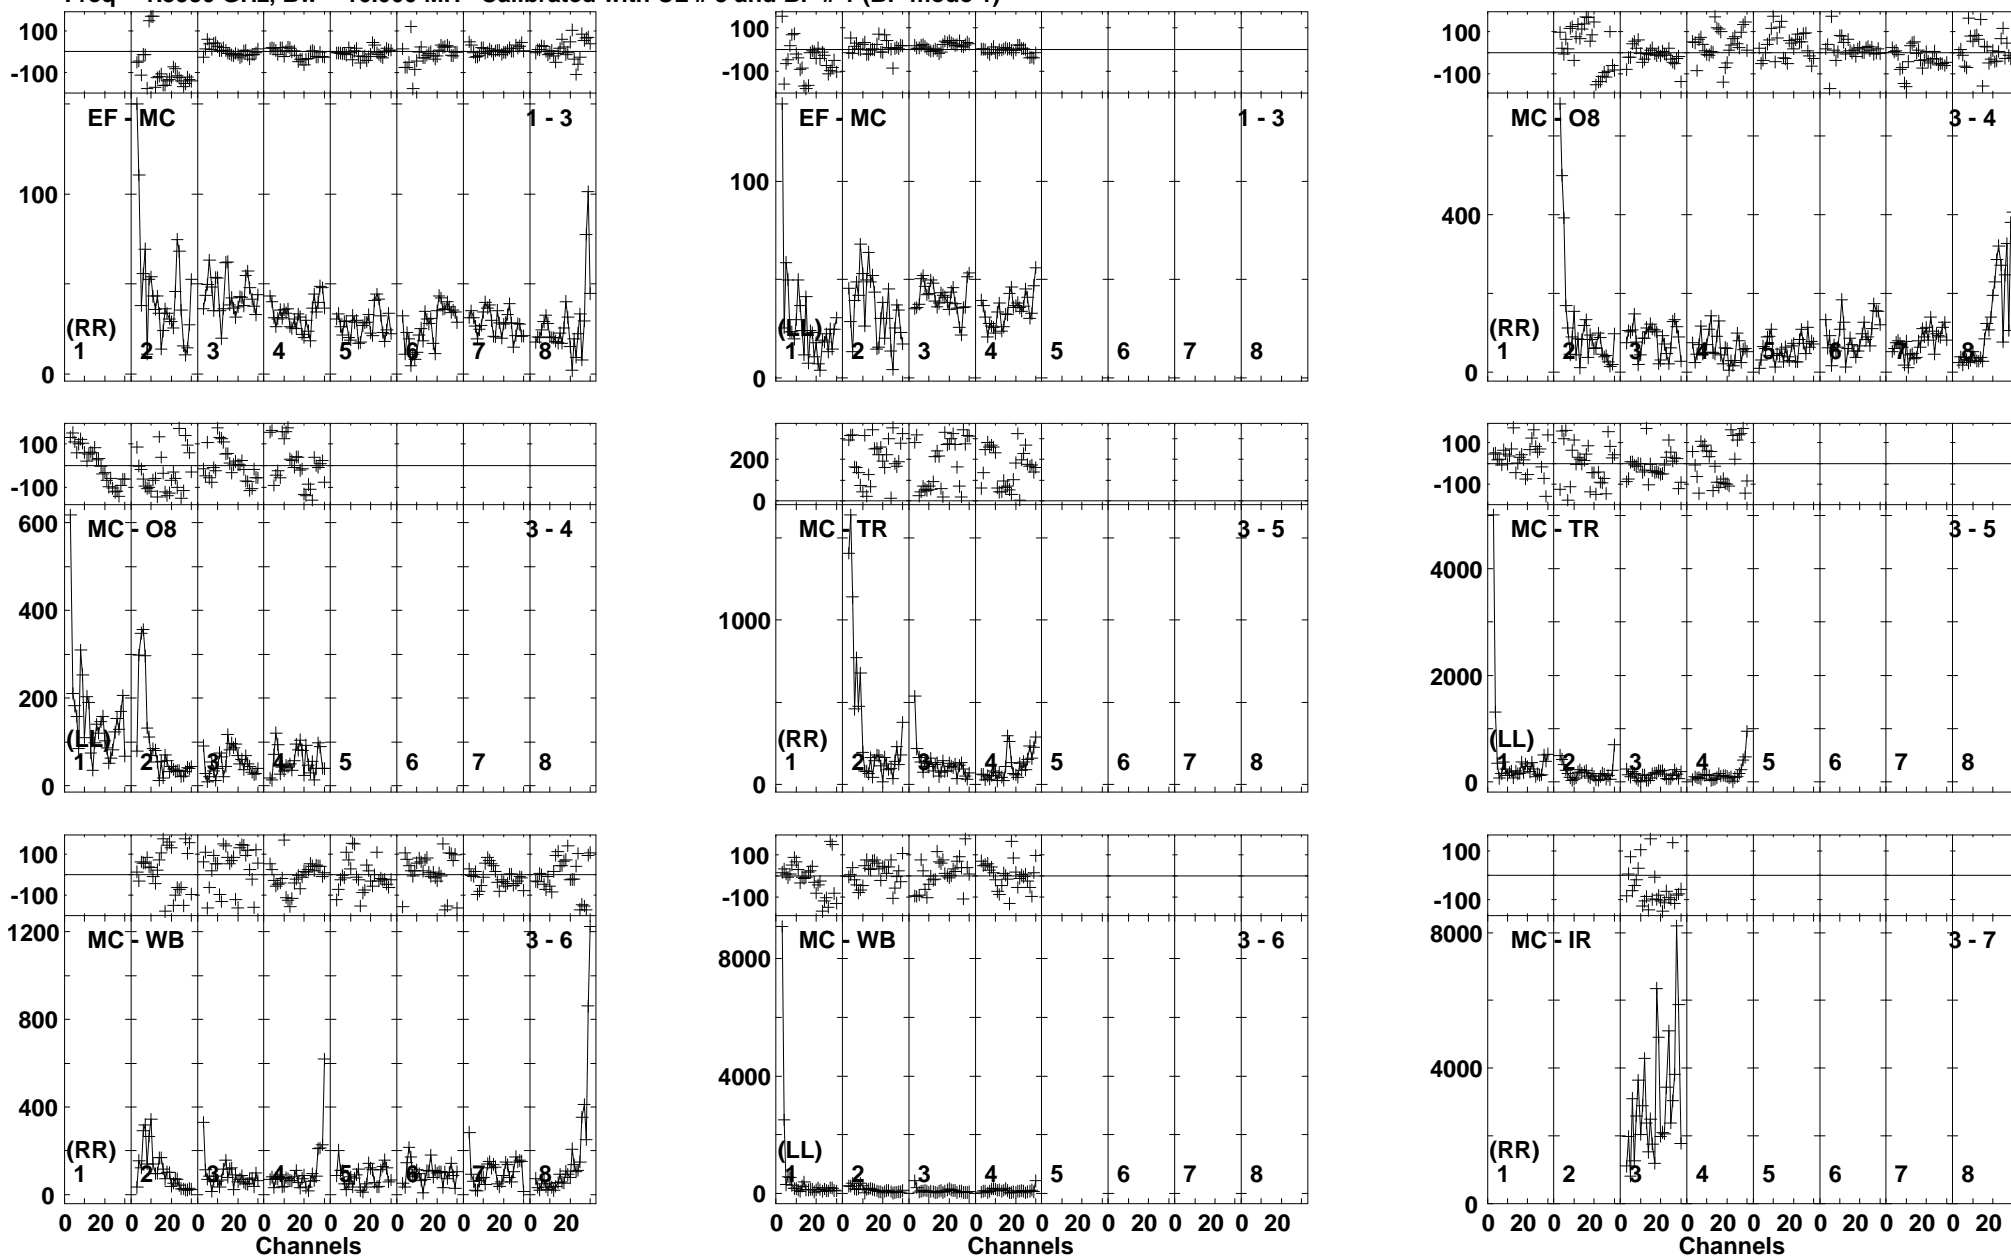 100 -100 100 -100 100 -100
EF - MC 1 - 3 EF - MC 1 - 3 MC - O8 3 - 4
100 0 100 0 400 0
(RR) (LL) (RR)
1 2 3 4 5 6 7 8 1 2 3 4 5 6 7 8 1 2 3 4 5 6 7 8
100 -100 200 0 100 -100
MC - O8 3 - 4 MC - TR 3 - 5 MC - TR 3 - 5
600 400 200 0 1000 0 4000 2000 0
(LL) (RR) (LL)
1 2 3 4 5 6 7 8 1 2 3 4 5 6 7 8 1 2 3 4 5 6 7 8
100 -100 100 -100 100 -100
MC - WB 3 - 6 MC - WB 3 - 6 MC - IR 3 - 7
1200 800 400 0 8000 4000 0 8000 4000 0
(RR) (LL) (RR)
1 2 3 4 5 6 7 8 1 2 3 4 5 6 7 8 1 2 3 4 5 6 7 8
0 20 0 20 0 20 0 20 0 20 0 20 0 20 0 20 0 20 0 20 0 20 0 20 0 20 0 20 0 20 0 20 0 20 0 20 0 20 0 20 0 20 0 20 0 20 0 20
Channels Channels